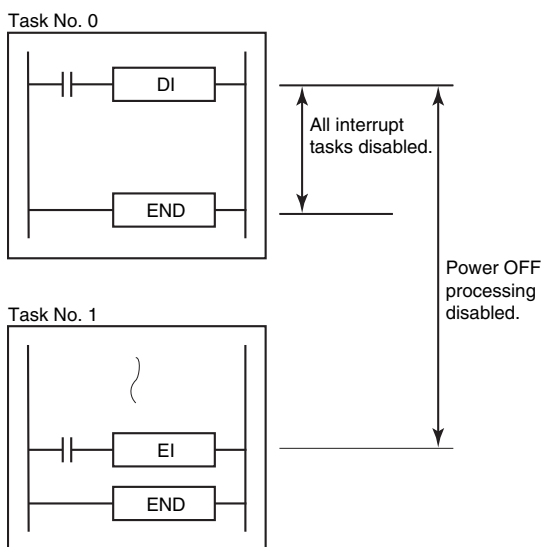 Task No. 0
DI
All interrupt
tasks disabled.
END
Power OFF
processing
disabled.
Task No. 1
EI
END